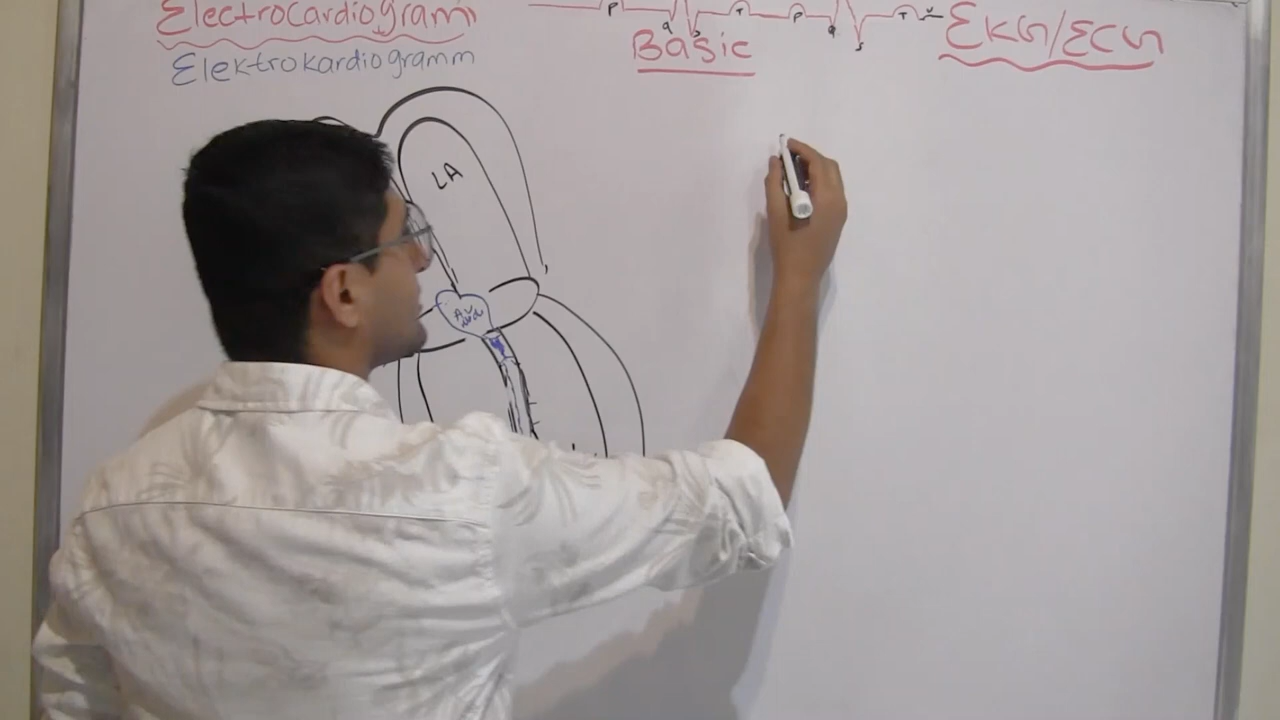 Electrocardiogram
Elektrokardiogramm
P Q S T P Q S T U
Basic
EKG/ECG
LA
AV